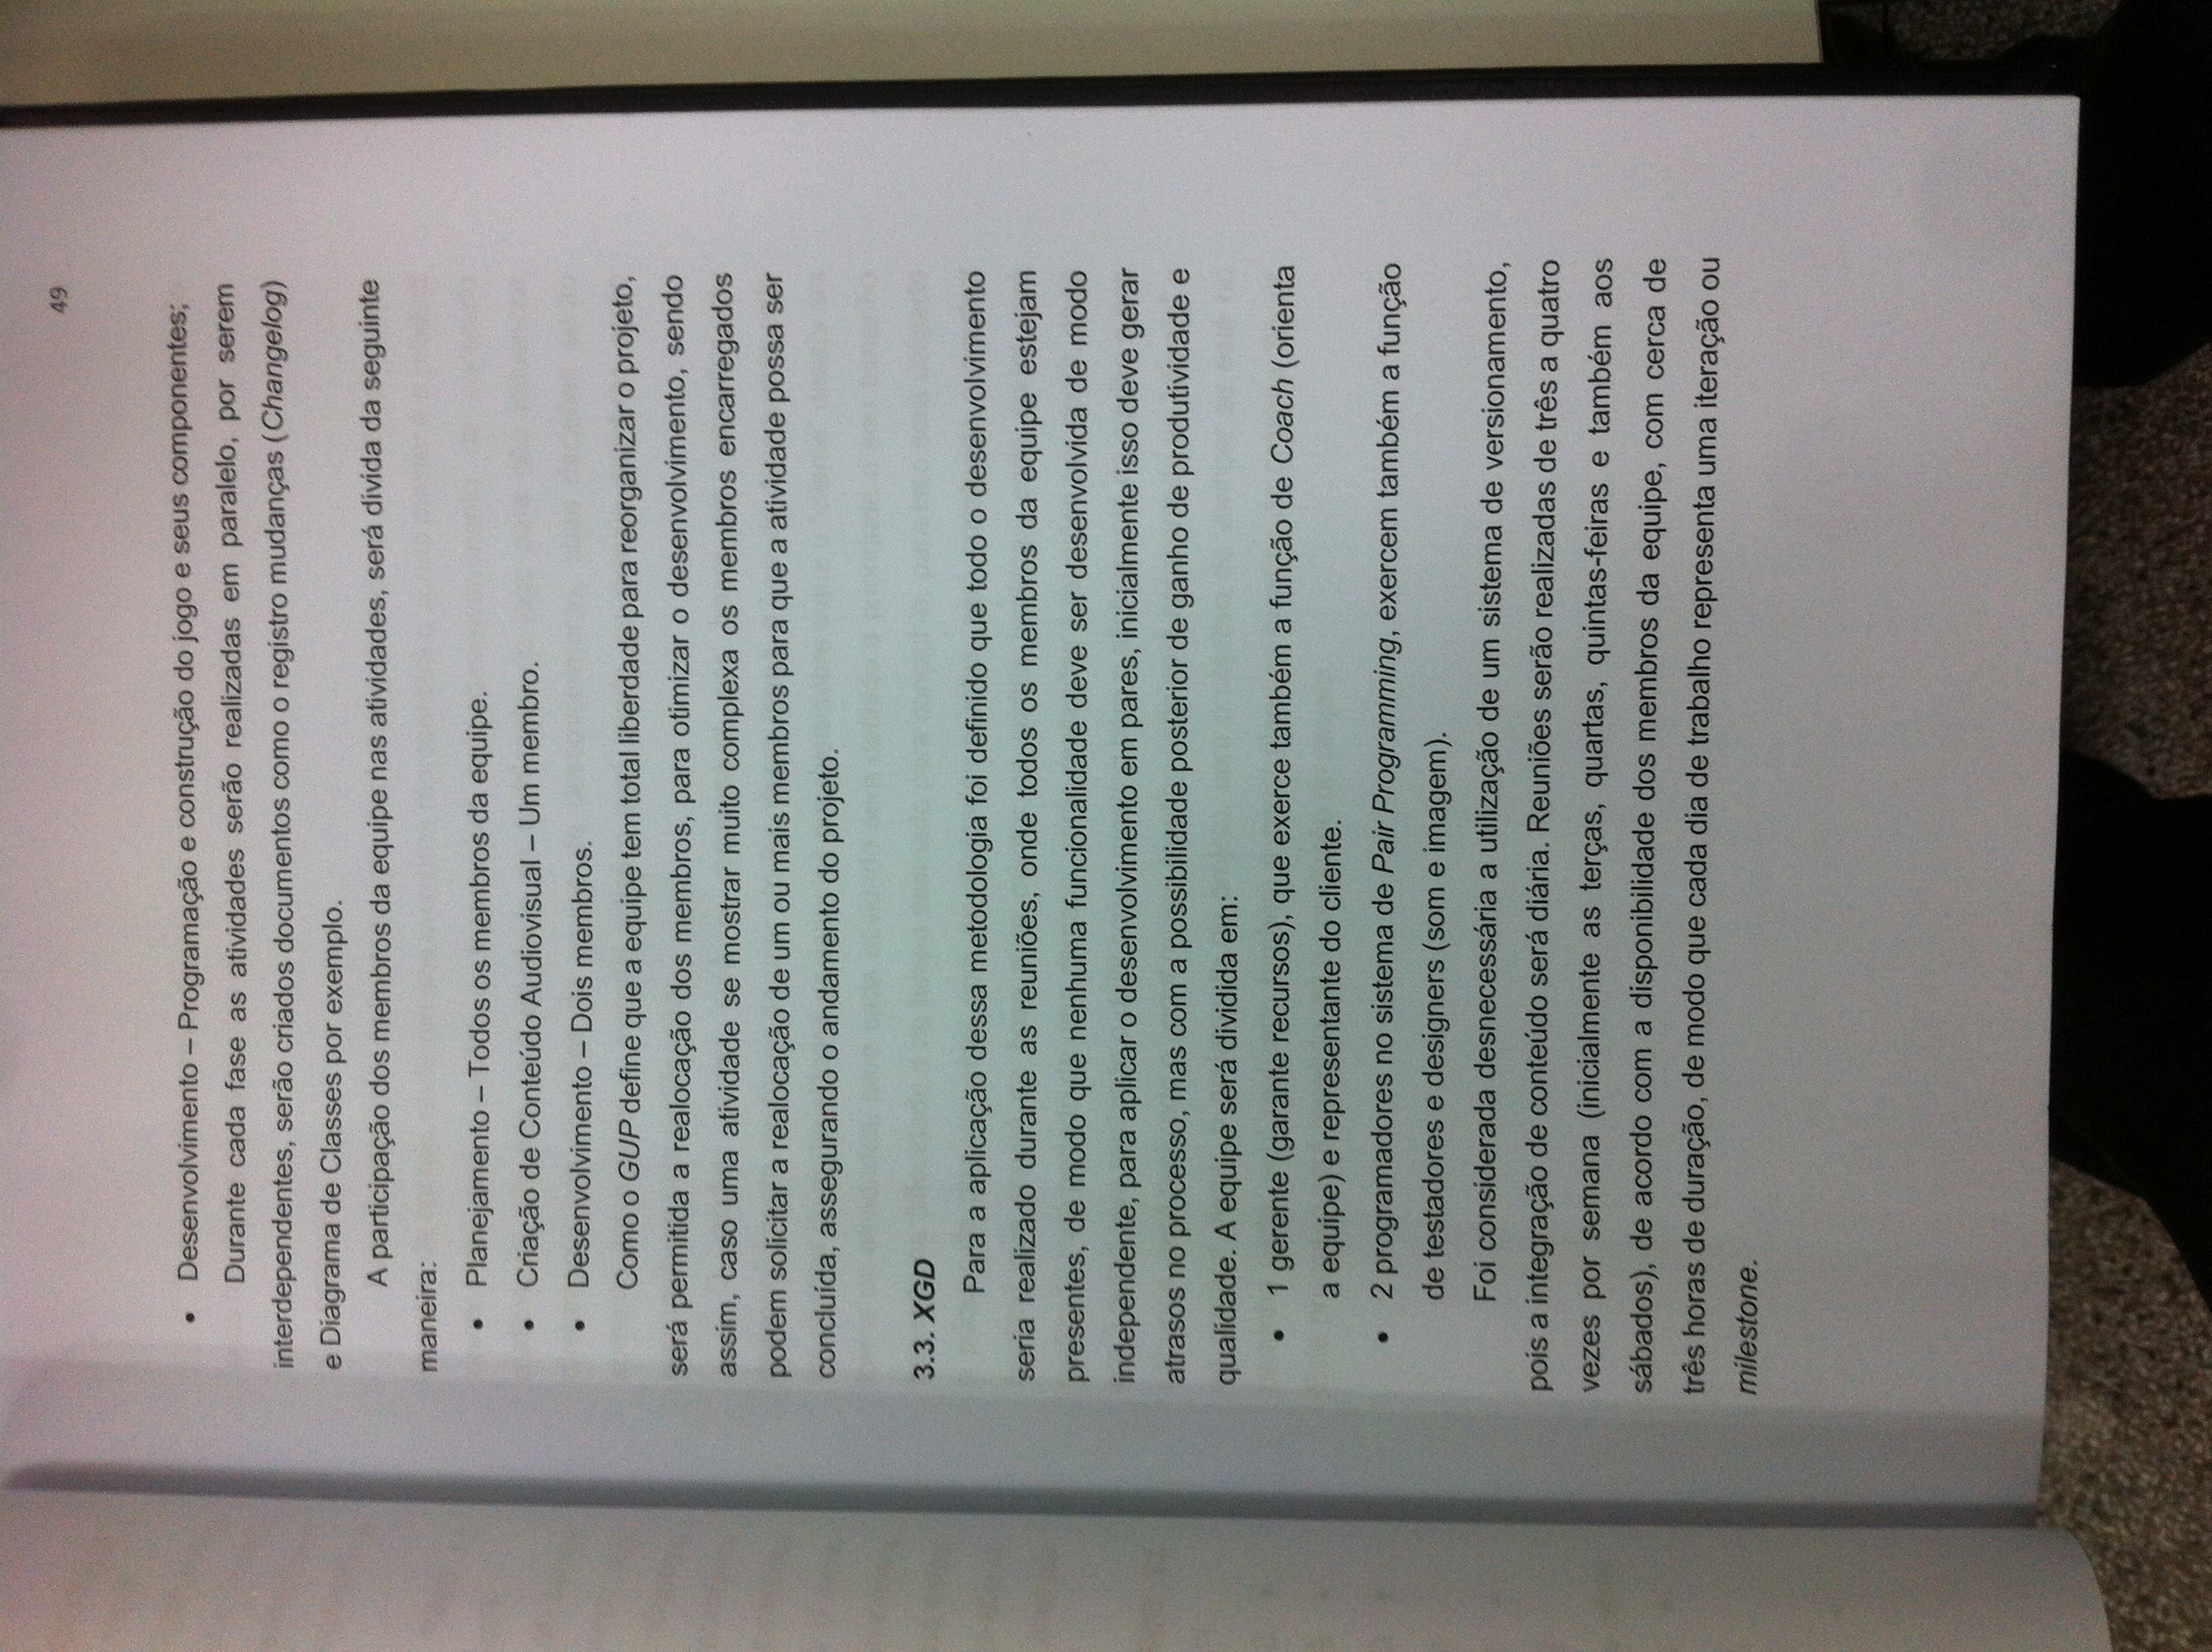 49
• Desenvolvimento – Programação e construção do jogo e seus componentes;
Durante cada fase as atividades serão realizadas em paralelo, por serem
interdependentes, serão criados documentos como o registro mudanças (Changelog)
e Diagrama de Classes por exemplo.
A participação dos membros da equipe nas atividades, será divida da seguinte
maneira:
• Planejamento – Todos os membros da equipe.
• Criação de Conteúdo Audiovisual – Um membro.
• Desenvolvimento – Dois membros.
Como o GUP define que a equipe tem total liberdade para reorganizar o projeto,
será permitida a realocação dos membros, para otimizar o desenvolvimento, sendo
assim, caso uma atividade se mostrar muito complexa os membros encarregados
podem solicitar a realocação de um ou mais membros para que a atividade possa ser
concluída, assegurando o andamento do projeto.
3.3. XGD
Para a aplicação dessa metodologia foi definido que todo o desenvolvimento
seria realizado durante as reuniões, onde todos os membros da equipe estejam
presentes, de modo que nenhuma funcionalidade deve ser desenvolvida de modo
independente, para aplicar o desenvolvimento em pares, inicialmente isso deve gerar
atrasos no processo, mas com a possibilidade posterior de ganho de produtividade e
qualidade. A equipe será dividida em:
• 1 gerente (garante recursos), que exerce também a função de Coach (orienta
a equipe) e representante do cliente.
• 2 programadores no sistema de Pair Programming, exercem também a função
de testadores e designers (som e imagem).
Foi considerada desnecessária a utilização de um sistema de versionamento,
pois a integração de conteúdo será diária. Reuniões serão realizadas de três a quatro
vezes por semana (inicialmente as terças, quartas, quintas-feiras e também aos
sábados), de acordo com a disponibilidade dos membros da equipe, com cerca de
três horas de duração, de modo que cada dia de trabalho representa uma iteração ou
milestone.